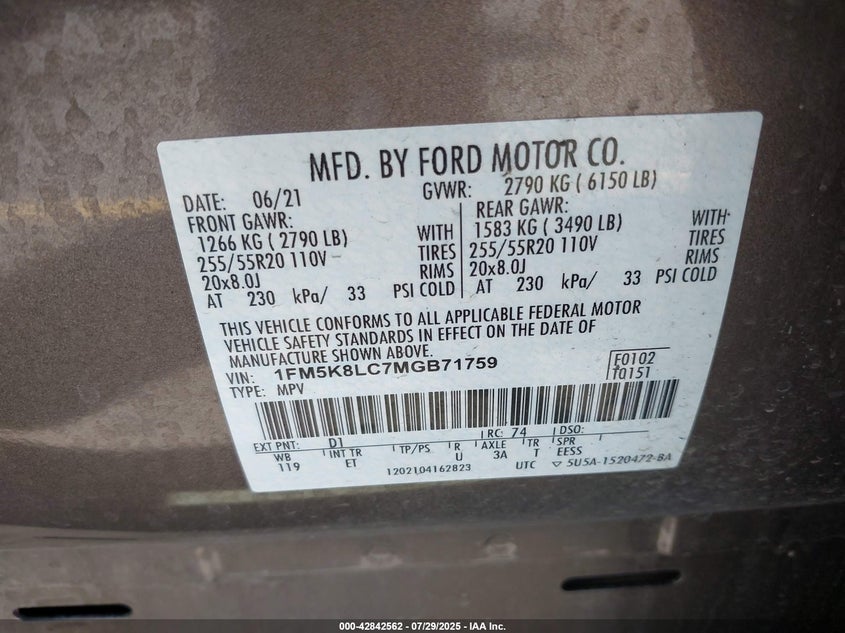 MFD. BY FORD MOTOR CO.
DATE: 06/21 GVWR: 2790 KG ( 6150 LB)
FRONT GAWR: REAR GAWR:
1266 KG ( 2790 LB) WITH 1583 KG ( 3490 LB) WITH
255/55R20 110V TIRES 255/55R20 110V TIRES
20x8.0J RIMS 20x8.0J RIMS
AT 230 kPa/ 33 PSI COLD AT 230 kPa/ 33 PSI COLD
THIS VEHICLE CONFORMS TO ALL APPLICABLE FEDERAL MOTOR
VEHICLE SAFETY STANDARDS IN EFFECT ON THE DATE OF
MANUFACTURE SHOWN ABOVE.
VIN: 1FM5K8LC7MGB71759 F0102
TYPE: MPV T0151
EXT PNT: D1 RC: 74 DSO:
WB INT TR TP/PS R AXLE TR SPR
119 ET U 3A T EESS
12021,04162823 UTC ▽ 5U5A-1520472-BA
000-42842562 - 07/29/2025 - IAA Inc.